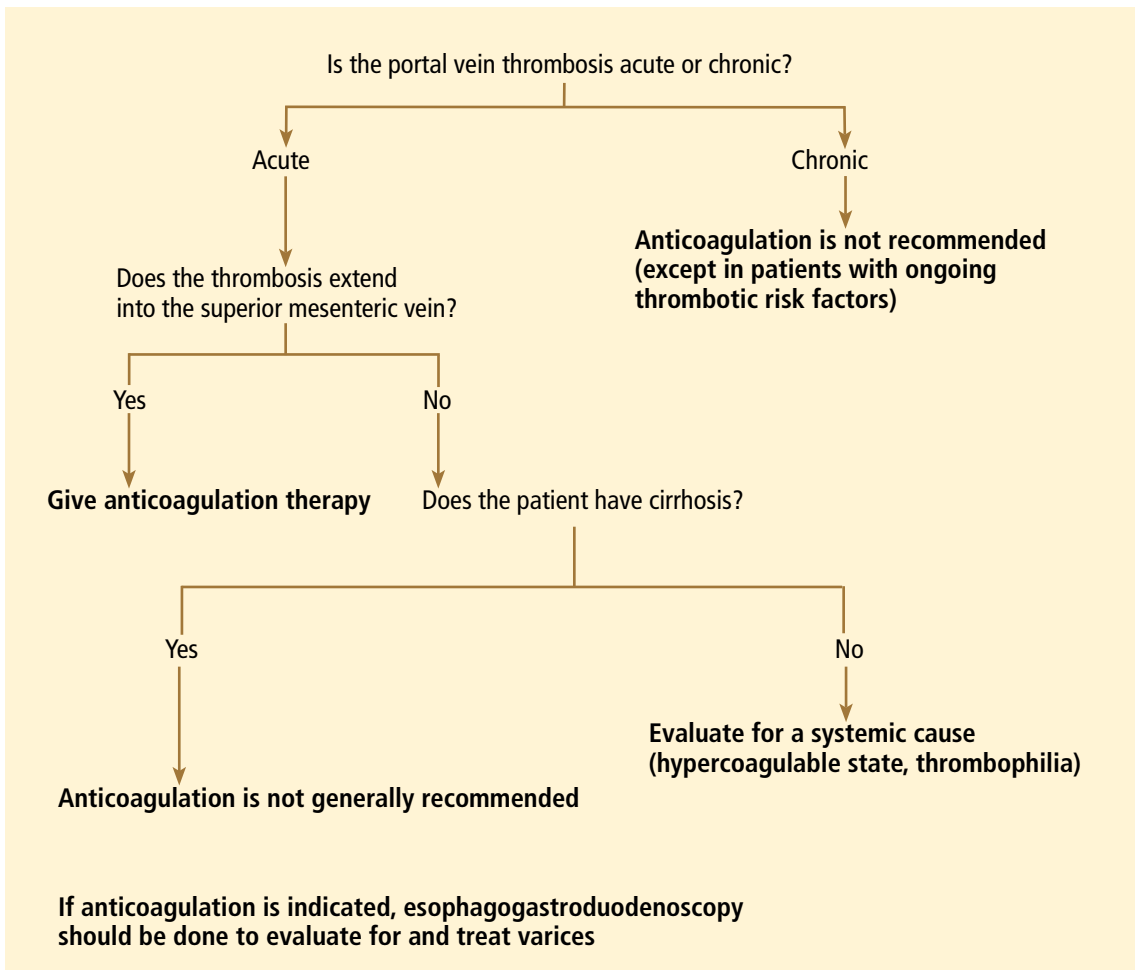 Is the portal vein thrombosis acute or chronic?
Acute
Chronic
Anticoagulation is not recommended
(except in patients with ongoing
thrombotic risk factors)
Does the thrombosis extend
into the superior mesenteric vein?
Yes
No
Give anticoagulation therapy
Does the patient have cirrhosis?
Yes
No
Evaluate for a systemic cause
(hypercoagulable state, thrombophilia)
Anticoagulation is not generally recommended
If anticoagulation is indicated, esophagogastroduodenoscopy
should be done to evaluate for and treat varices